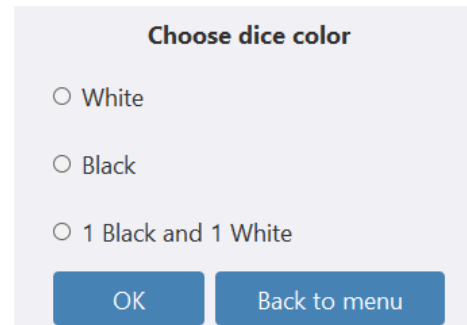 Choose dice color
White
Black
1 Black and 1 White
OK Back to menu